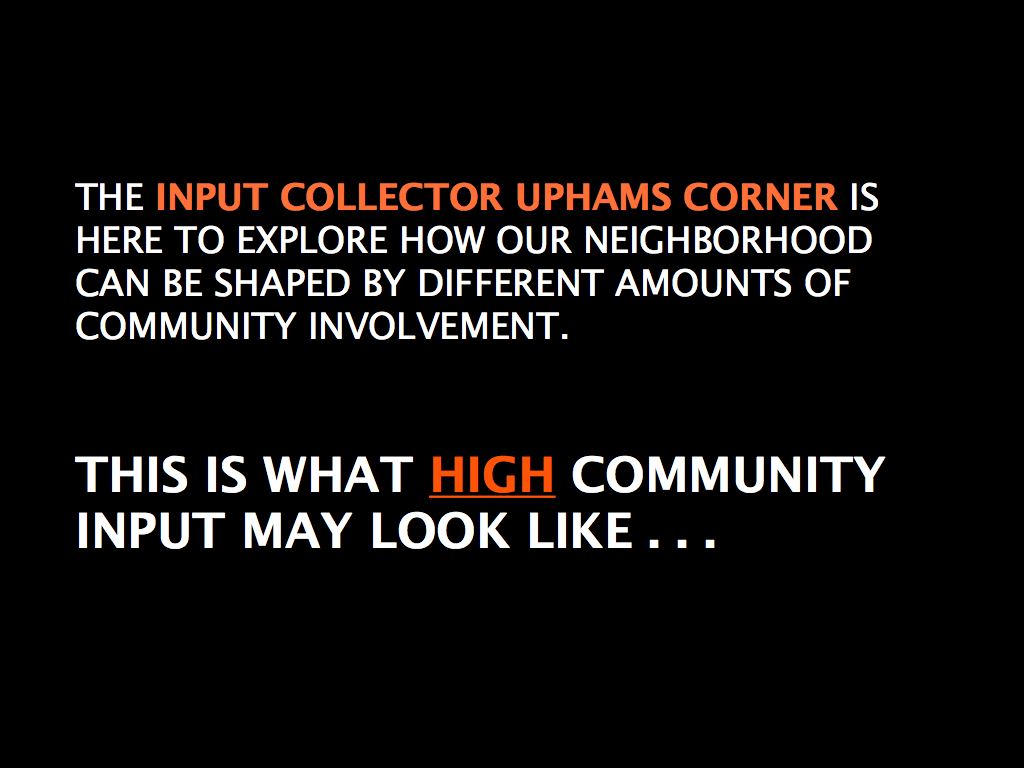 THE INPUT COLLECTOR UPHAMS CORNER IS
HERE TO EXPLORE HOW OUR NEIGHBORHOOD
CAN BE SHAPED BY DIFFERENT AMOUNTS OF
COMMUNITY INVOLVEMENT.
THIS IS WHAT HIGH COMMUNITY
INPUT MAY LOOK LIKE . . .